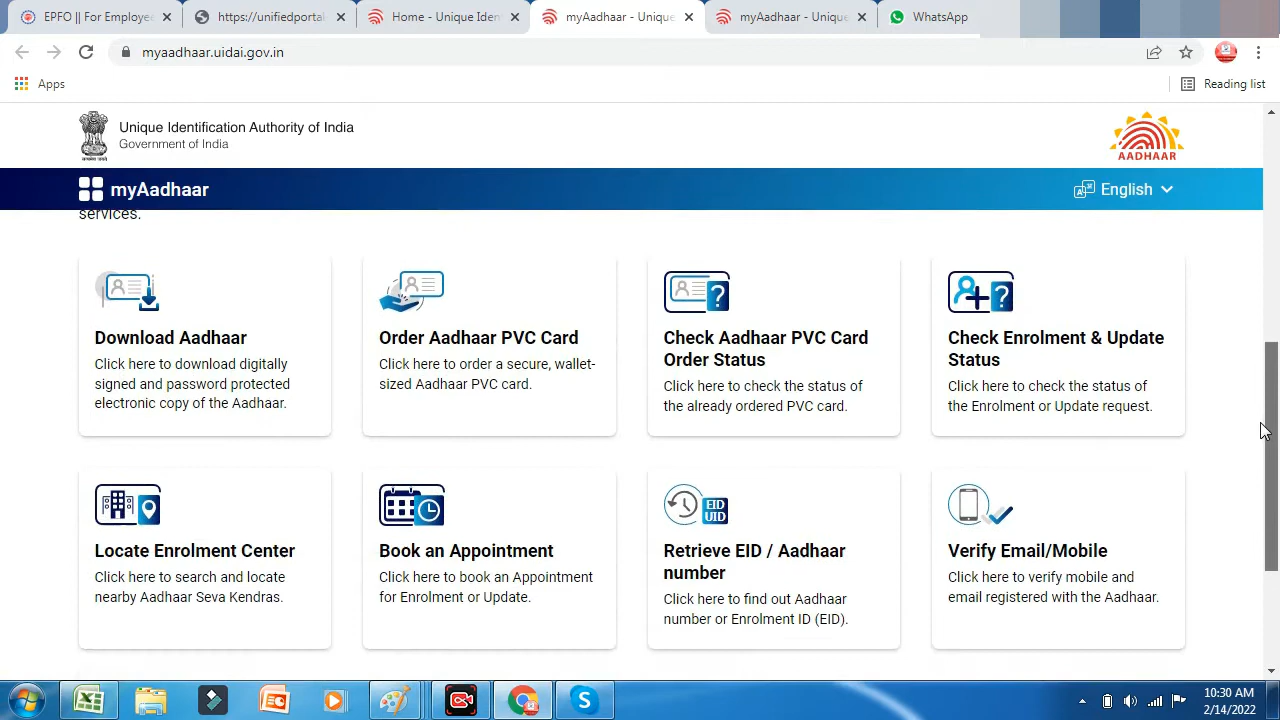 EPFO || For Employe
https://unifiedporta
Home - Unique Iden
myAadhaar - Unique
myAadhaar - Unique
WhatsApp
myaadhaar.uidai.gov.in
Apps
Reading list
Unique Identification Authority of India
Government of India
AADHAAR
myAadhaar
English
services.
Download Aadhaar
Click here to download digitally
signed and password protected
electronic copy of the Aadhaar.
Order Aadhaar PVC Card
Click here to order a secure, wallet-
sized Aadhaar PVC card.
Check Aadhaar PVC Card
Order Status
Click here to check the status of
the already ordered PVC card.
Check Enrolment & Update
Status
Click here to check the status of
the Enrolment or Update request.
Locate Enrolment Center
Click here to search and locate
nearby Aadhaar Seva Kendras.
Book an Appointment
Click here to book an Appointment
for Enrolment or Update.
EID
UID
Retrieve EID / Aadhaar
number
Click here to find out Aadhaar
number or Enrolment ID (EID).
Verify Email/Mobile
Click here to verify mobile and
email registered with the Aadhaar.
10:30 AM
2/14/2022